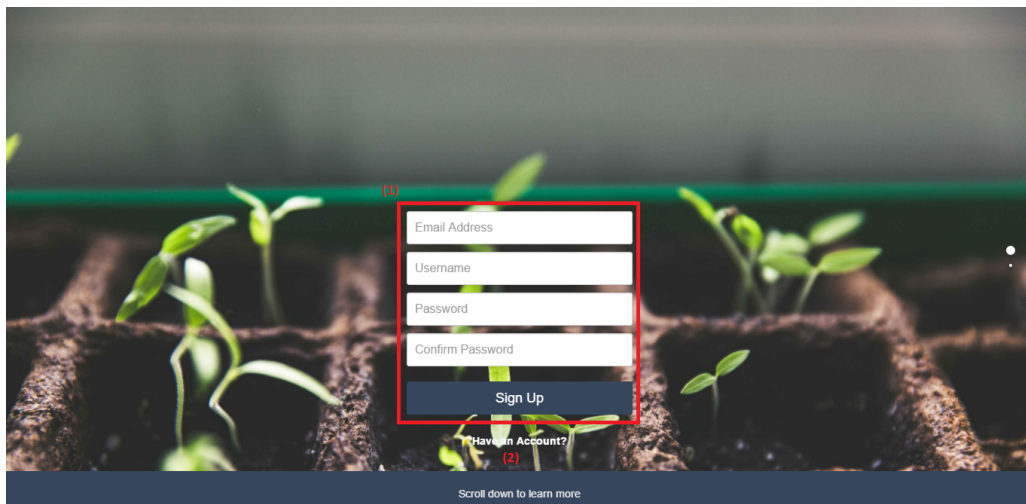 (1)
Email Address
Username
Password
Confirm Password
Sign Up
Have an Account?
(2)
Scroll down to learn more